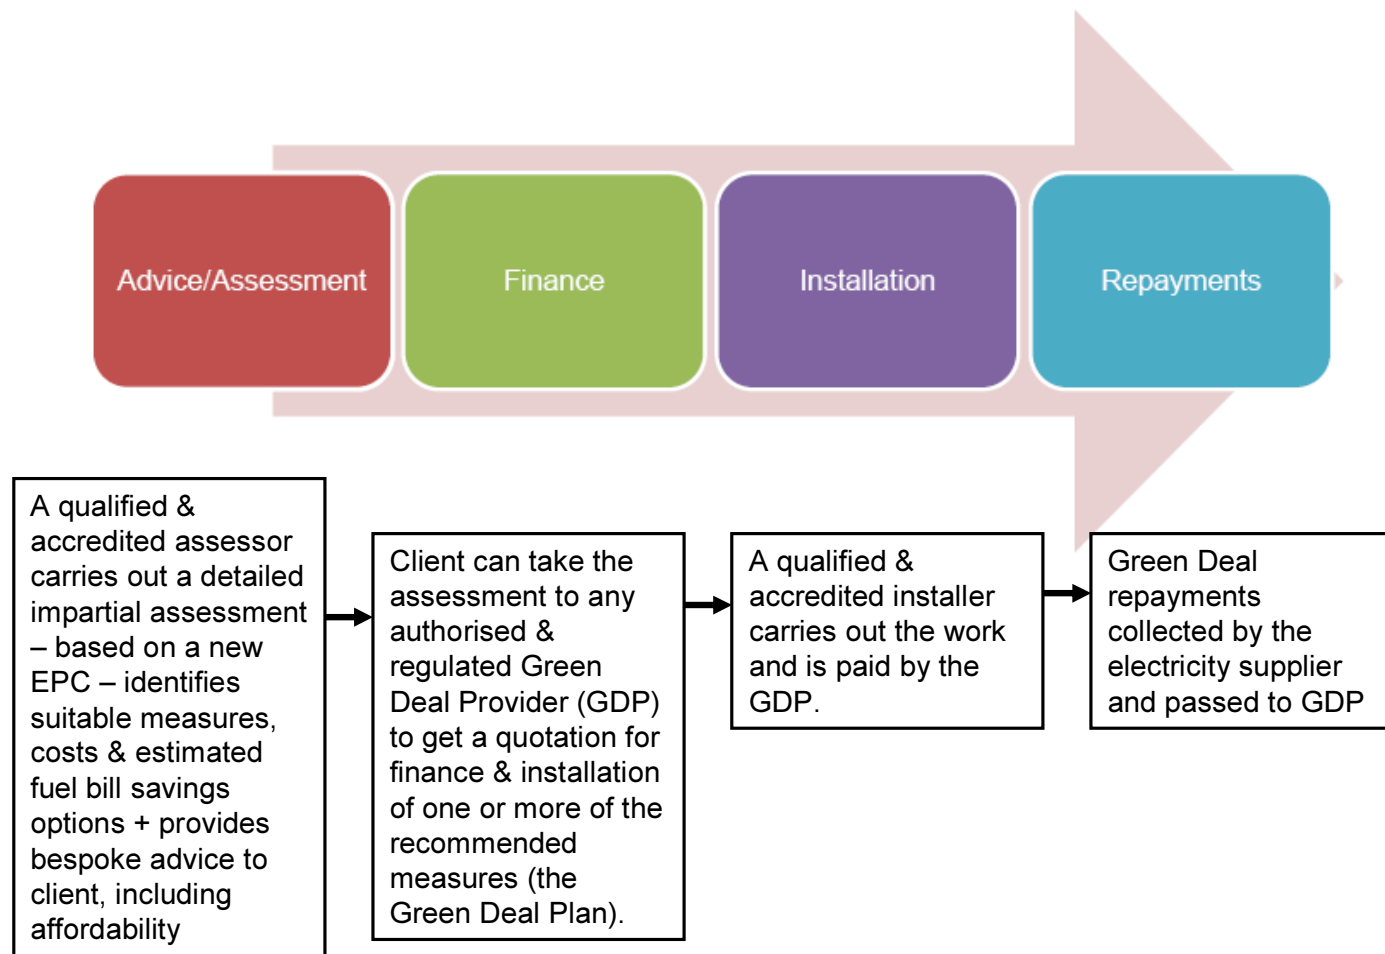 Advice/Assessment
Finance
Installation
Repayments
A qualified &
accredited assessor
carries out a detailed
impartial assessment
– based on a new
EPC – identifies
suitable measures,
costs & estimated
fuel bill savings
options + provides
bespoke advice to
client, including
affordability
Client can take the
assessment to any
authorised &
regulated Green
Deal Provider (GDP)
to get a quotation for
finance & installation
of one or more of the
recommended
measures (the
Green Deal Plan).
A qualified &
accredited installer
carries out the work
and is paid by the
GDP.
Green Deal
repayments
collected by the
electricity supplier
and passed to GDP